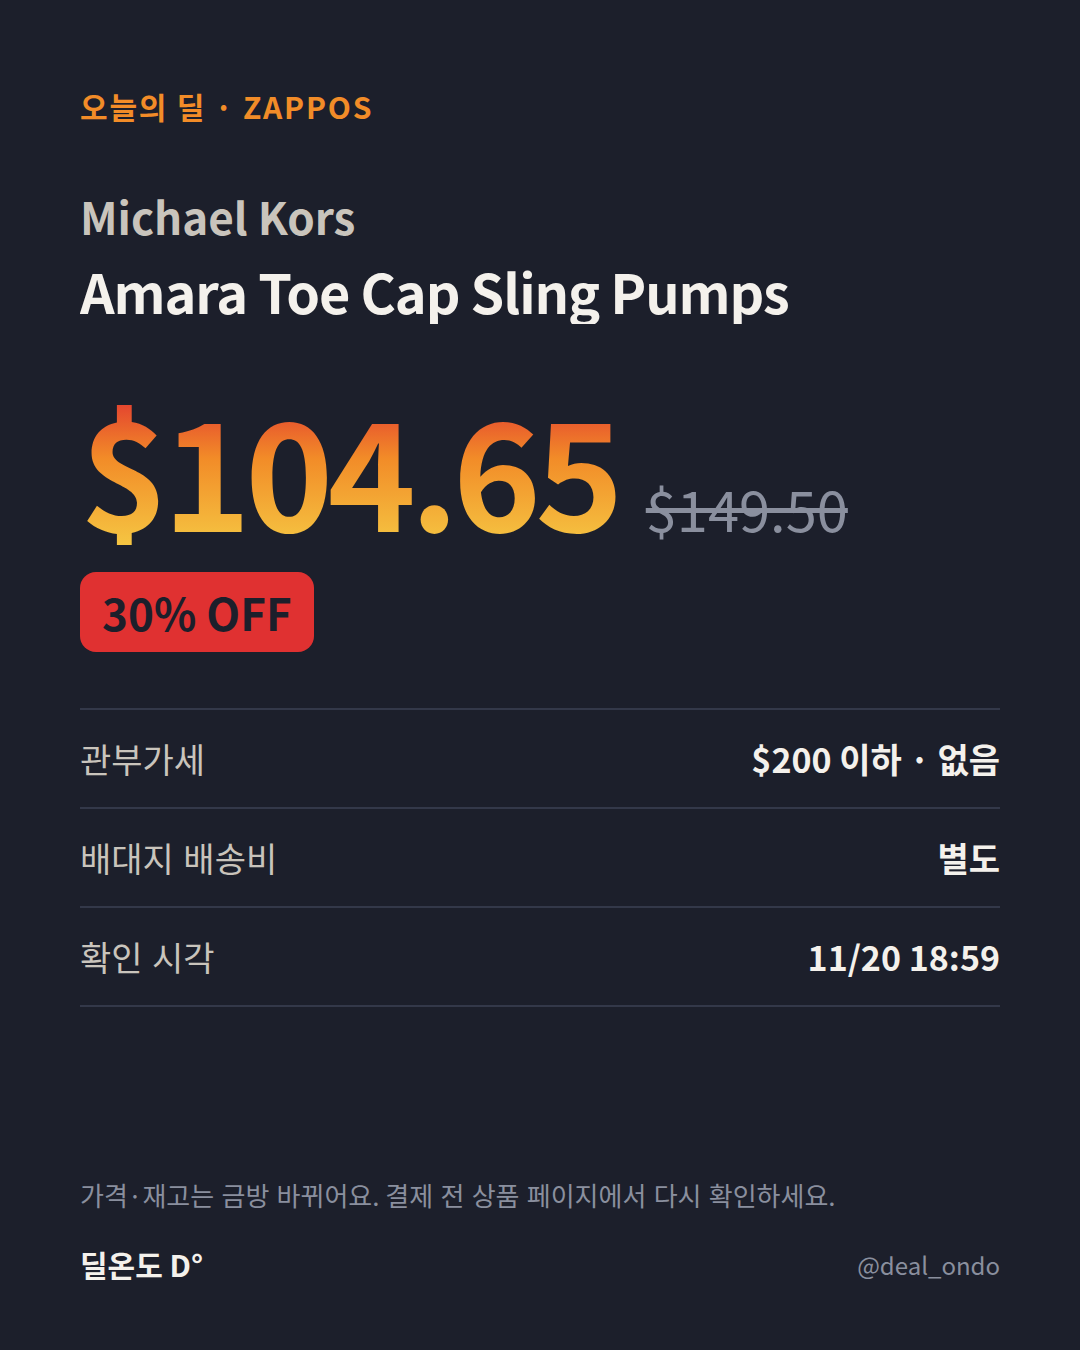 오늘의 딜 · ZAPPOS
Michael Kors
Amara Toe Cap Sling Pumps
$104.65 $149.50
30% OFF
관부가세 $200 이하 · 없음
배대지 배송비 별도
확인 시각 11/20 18:59
가격·재고는 금방 바뀌어요. 결제 전 상품 페이지에서 다시 확인하세요.
딜온도 D° @deal_ondo